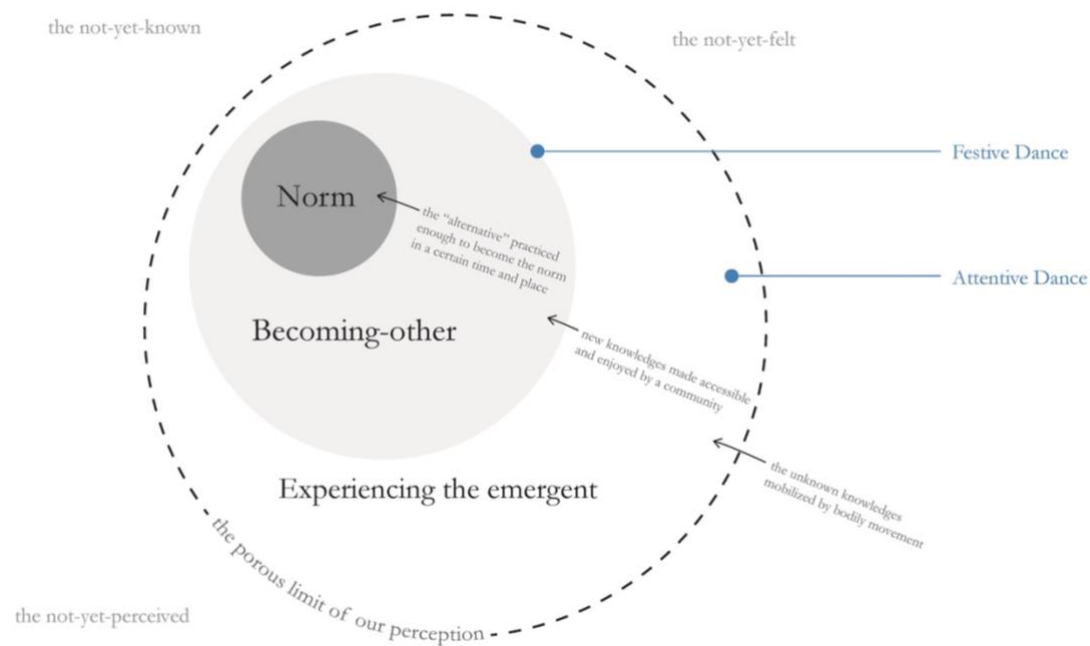 the not-yet-known
the not-yet-felt
Festive Dance
Norm
the “alternative” practiced
enough to become the norm
in a certain time and place
Attentive Dance
Becoming-other
new knowledges made accessible
and enjoyed by a community
the unknown knowledges
mobilized by bodily movement
Experiencing the emergent
the porous limit of our perception
the not-yet-perceived